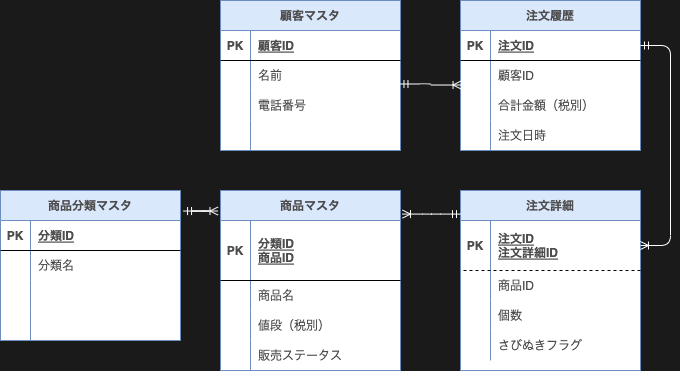 顧客マスタ
PK 顧客ID
名前
電話番号
注文履歴
PK 注文ID
顧客ID
合計金額（税別）
注文日時
商品分類マスタ
PK 分類ID
分類名
商品マスタ
PK 分類ID
商品ID
商品名
値段（税別）
販売ステータス
注文詳細
PK 注文ID
注文詳細ID
商品ID
個数
さびぬきフラグ